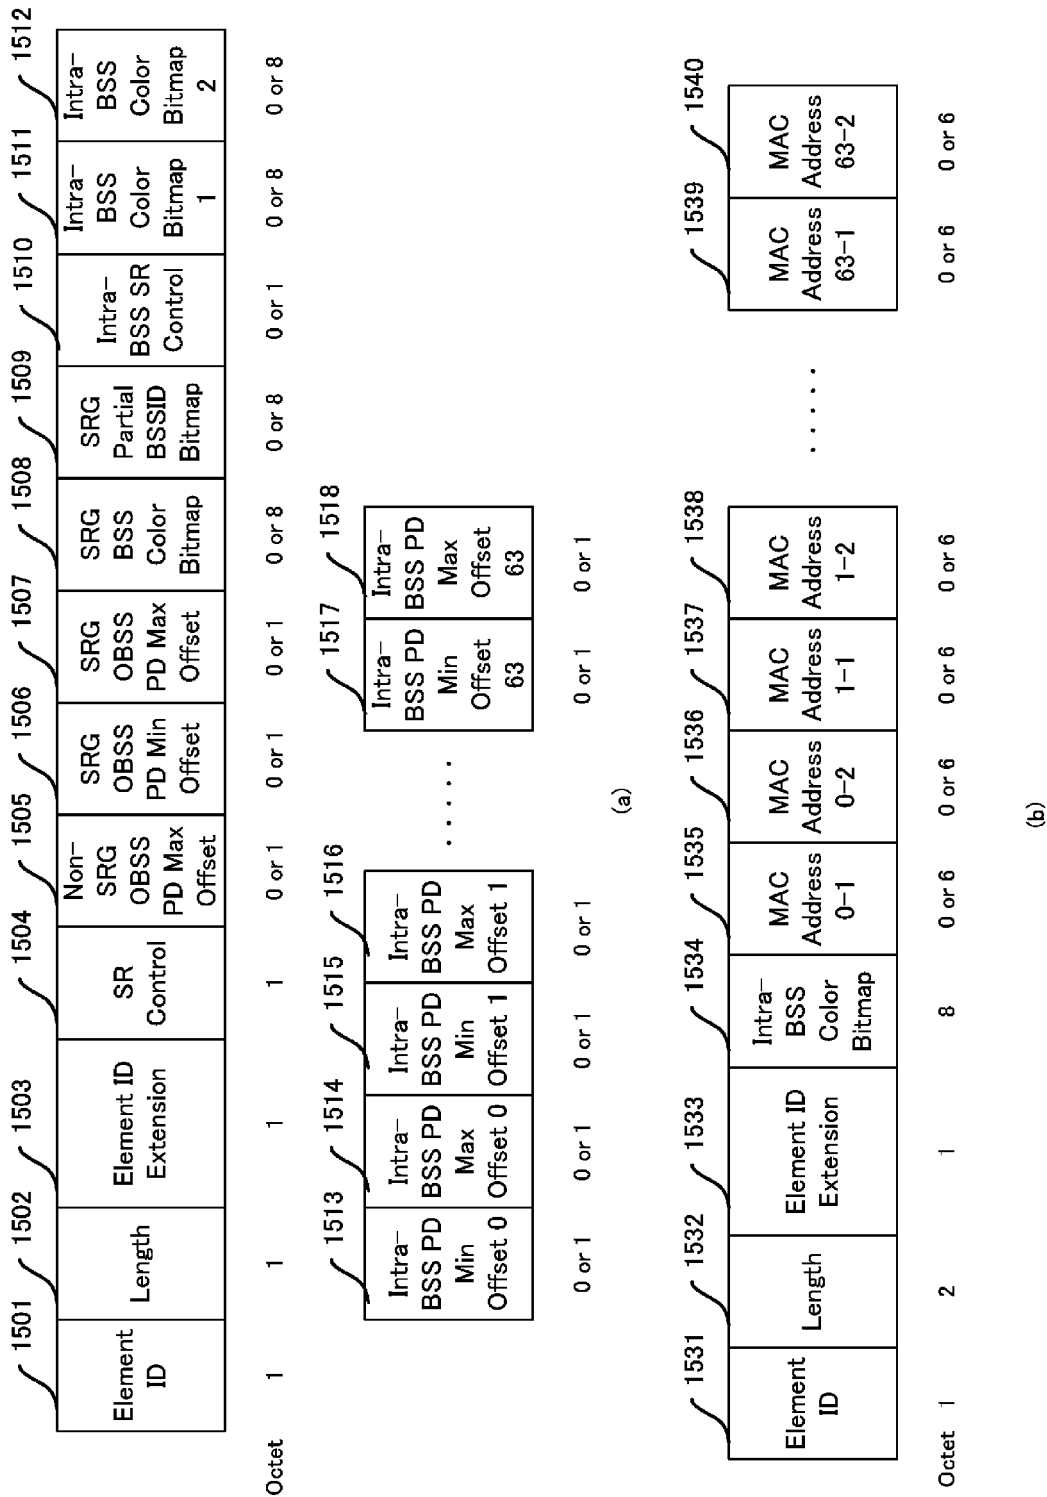 1501
1502
1503
1504
1505
1506
1507
1508
1509
1510
1511
1512
Element
ID
Length
Element ID
Extension
SR
Control
Non-
SRG
OBSS
PD Max
Offset
SRG
OBSS
PD Min
Offset
SRG
OBSS
PD Max
Offset
SRG
BSS
Color
Bitmap
SRG
Partial
BSSID
Bitmap
Intra-
BSS SR
Control
Intra-
BSS
Color
Bitmap
1
Intra-
BSS
Color
Bitmap
2
Octet
1
1
1
1
0 or 1
0 or 1
0 or 1
0 or 8
0 or 8
0 or 1
0 or 8
0 or 8
1513
1514
1515
1516
1517
1518
Intra-
BSS PD
Min
Offset 0
Intra-
BSS PD
Max
Offset 0
Intra-
BSS PD
Min
Offset 1
Intra-
BSS PD
Max
Offset 1
. . . . .
Intra-
BSS PD
Min
Offset
63
Intra-
BSS PD
Max
Offset
63
0 or 1
0 or 1
0 or 1
0 or 1
0 or 1
0 or 1
(a)
1531
1532
1533
1534
1535
1536
1537
1538
1539
1540
Element
ID
Length
Element ID
Extension
Intra-
BSS
Color
Bitmap
MAC
Address
0-1
MAC
Address
0-2
MAC
Address
1-1
MAC
Address
1-2
. . . . .
MAC
Address
63-1
MAC
Address
63-2
Octet
1
2
1
8
0 or 6
0 or 6
0 or 6
0 or 6
0 or 6
0 or 6
(b)